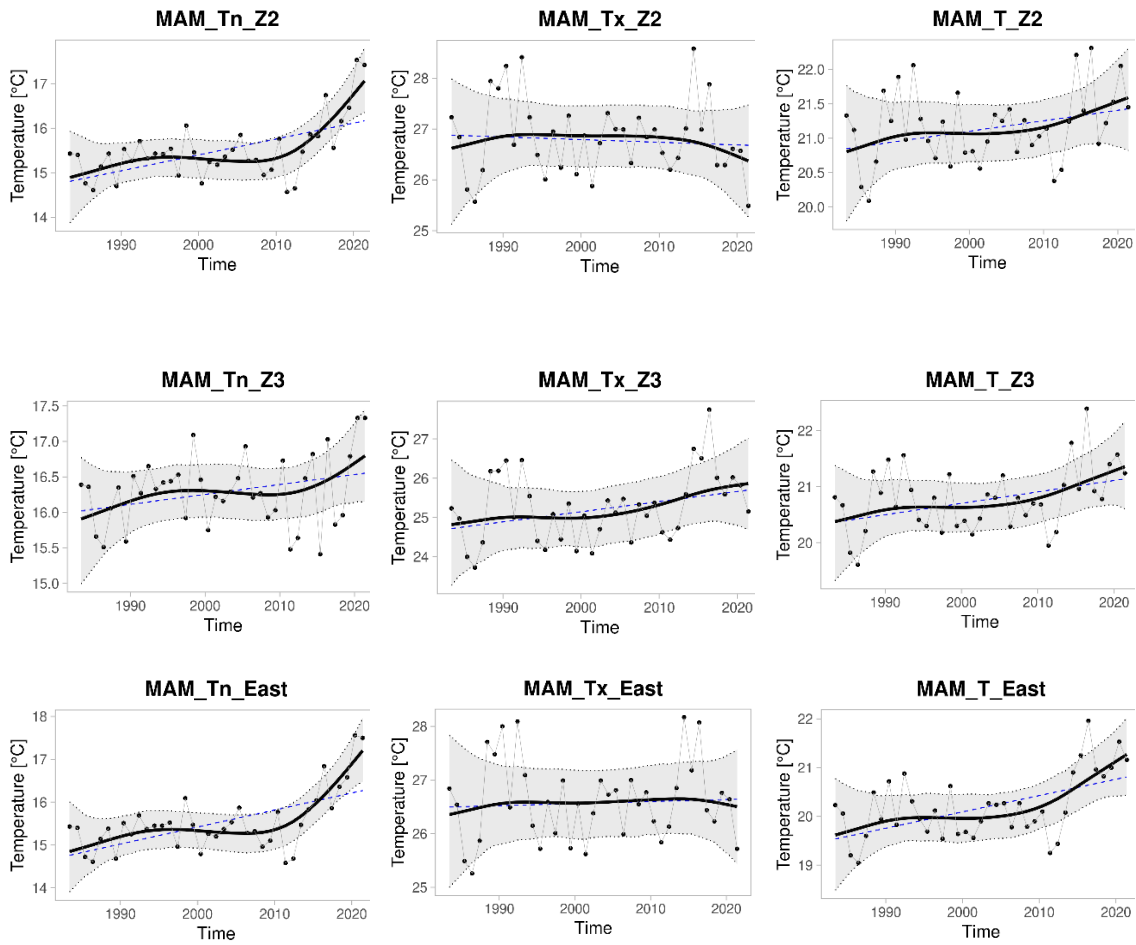 MAM_Tn_Z2
Temperature [°C]
17
16
15
14
1990 2000 2010 2020
Time
MAM_Tx_Z2
Temperature [°C]
28
27
26
25
1990 2000 2010 2020
Time
MAM_T_Z2
Temperature [°C]
22.0
21.5
21.0
20.5
20.0
1990 2000 2010 2020
Time
MAM_Tn_Z3
Temperature [°C]
17.5
17.0
16.5
16.0
15.5
15.0
1990 2000 2010 2020
Time
MAM_Tx_Z3
Temperature [°C]
27
26
25
24
1990 2000 2010 2020
Time
MAM_T_Z3
Temperature [°C]
22
21
20
1990 2000 2010 2020
Time
MAM_Tn_East
Temperature [°C]
18
17
16
15
14
1990 2000 2010 2020
Time
MAM_Tx_East
Temperature [°C]
28
27
26
25
1990 2000 2010 2020
Time
MAM_T_East
Temperature [°C]
22
21
20
19
1990 2000 2010 2020
Time